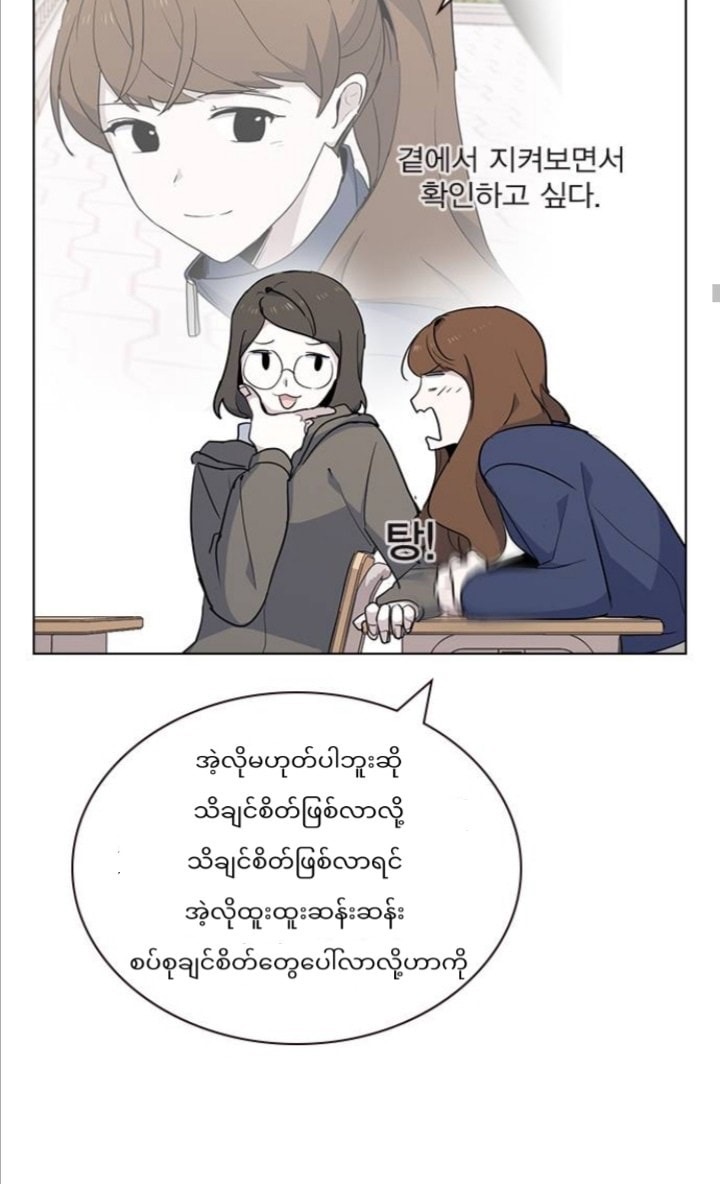 곁에서 지켜보면서
확인하고 싶다.
탕!
အဲ့လိုမဟုတ်ပါဘူးဆို
သိချင်စိတ်ဖြစ်လာလို့
သိချင်စိတ်ဖြစ်လာရင်
အဲ့လိုထူးထူးဆန်းဆန်း
စပ်စုချင်စိတ်တွေပေါ်လာလို့ဟာကို